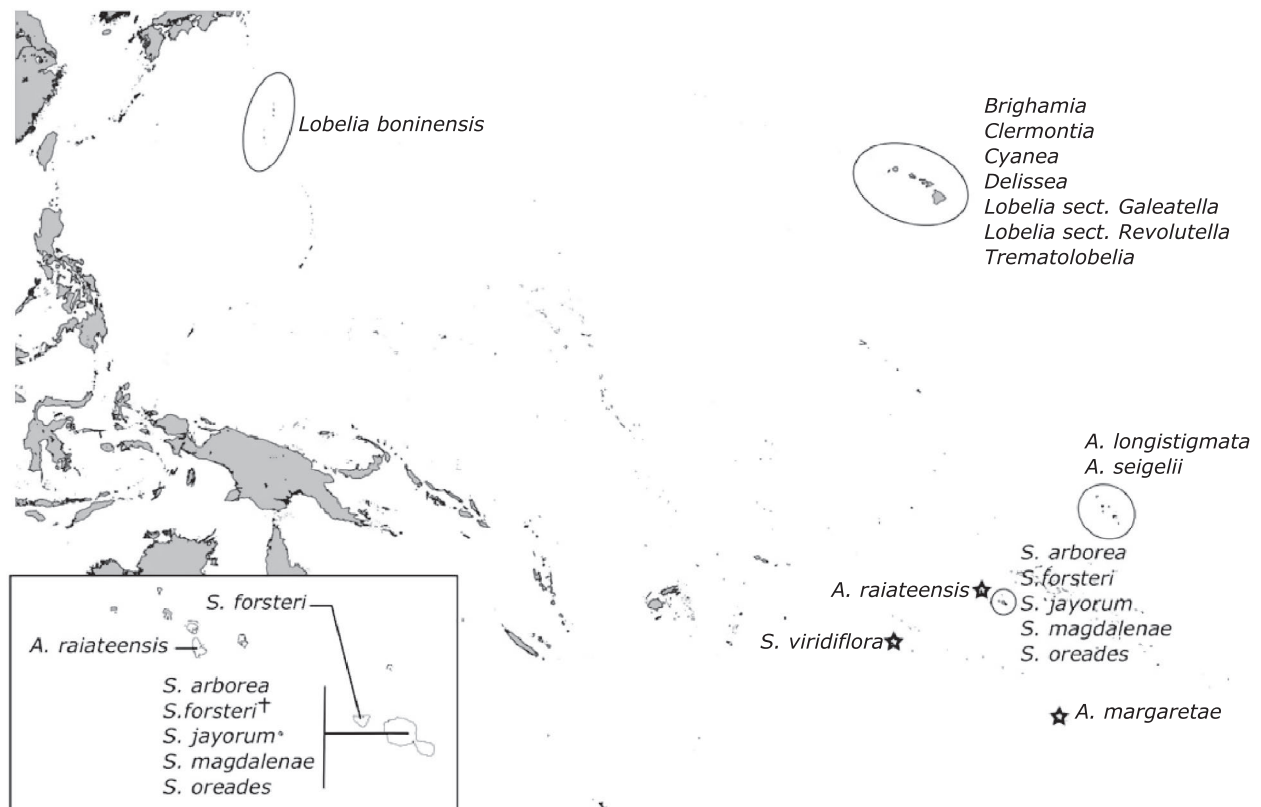 Lobelia boninensis
Brighamia
Clermontia
Cyanea
Delissea
Lobelia sect. Galeatella
Lobelia sect. Revolutella
Trematolobelia
A. longistigmata
A. seigelii
S. arborea
S.forsteri
S. jayorum
S. magdalenae
S. oreades
A. raiateensis
S. viridiflora
A. margaretae
S. forsteri
A. raiateensis
S. arborea
S.forsteri†
S. jayorum*
S. magdalenae
S. oreades